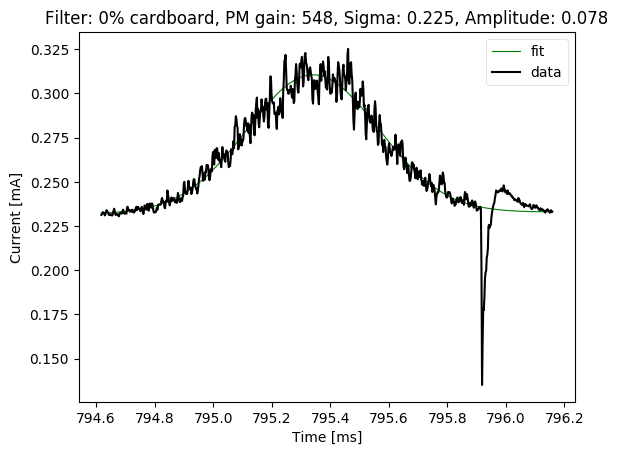 Filter: 0% cardboard, PM gain: 548, Sigma: 0.225, Amplitude: 0.078
fit
data
0.325
0.300
0.275
0.250
0.225
0.200
0.175
0.150
Current [mA]
794.6 794.8 795.0 795.2 795.4 795.6 795.8 796.0 796.2
Time [ms]